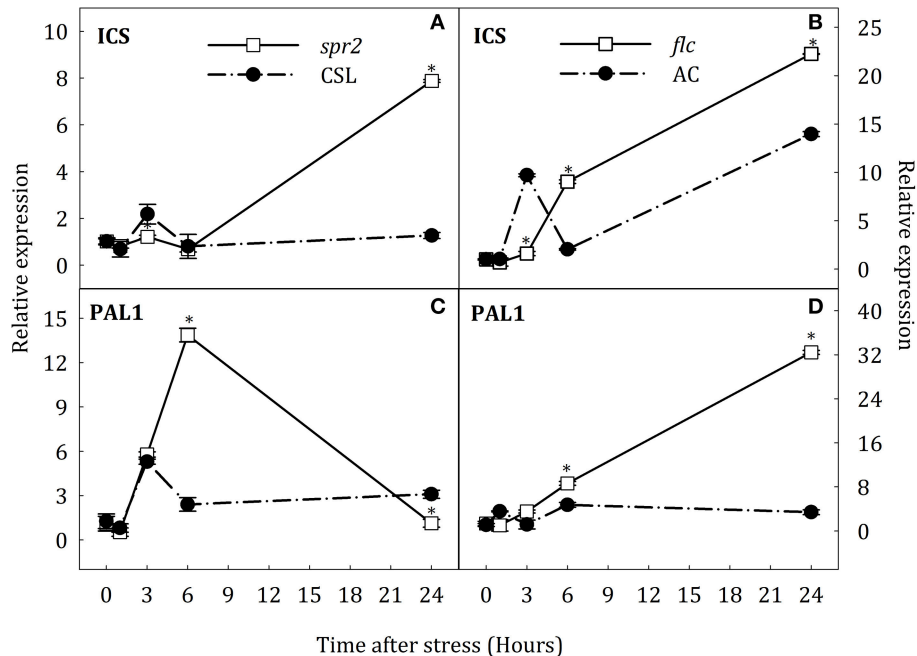 A
ICS
spr2
CSL
10
8
6
4
2
0
B
ICS
flc
AC
25
20
15
10
5
0
Relative expression
Relative expression
C
PAL1
15
12
9
6
3
0
D
PAL1
40
32
24
16
8
0
0 3 6 9 12 15 18 21 24
0 3 6 9 12 15 18 21 24
Time after stress (Hours)
* * * * * * * * *